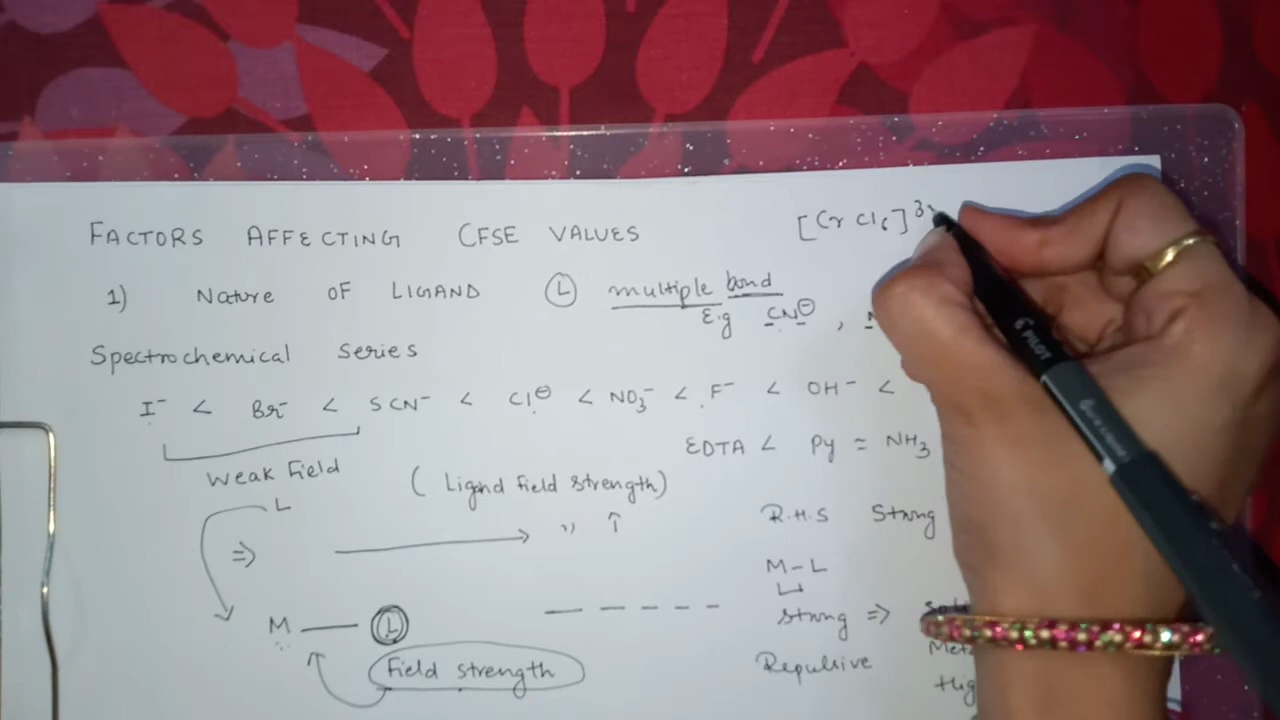 FACTORS AFFECTING CFSE VALUES
[Cr Cl6]3
1) Nature OF LIGAND (L) multiple bond
E.g CN⊖ ,
Spectrochemical Series
I- < Br- < SCN- < Cl⊖ < NO3- < F- < OH- <
EDTA < Py = NH3
Weak Field
L
( Ligand field strength)
R.H.S Strong
=> ,, ↑
M-L
M — (L)
strong =>
Field strength
Repulsive
PILOT